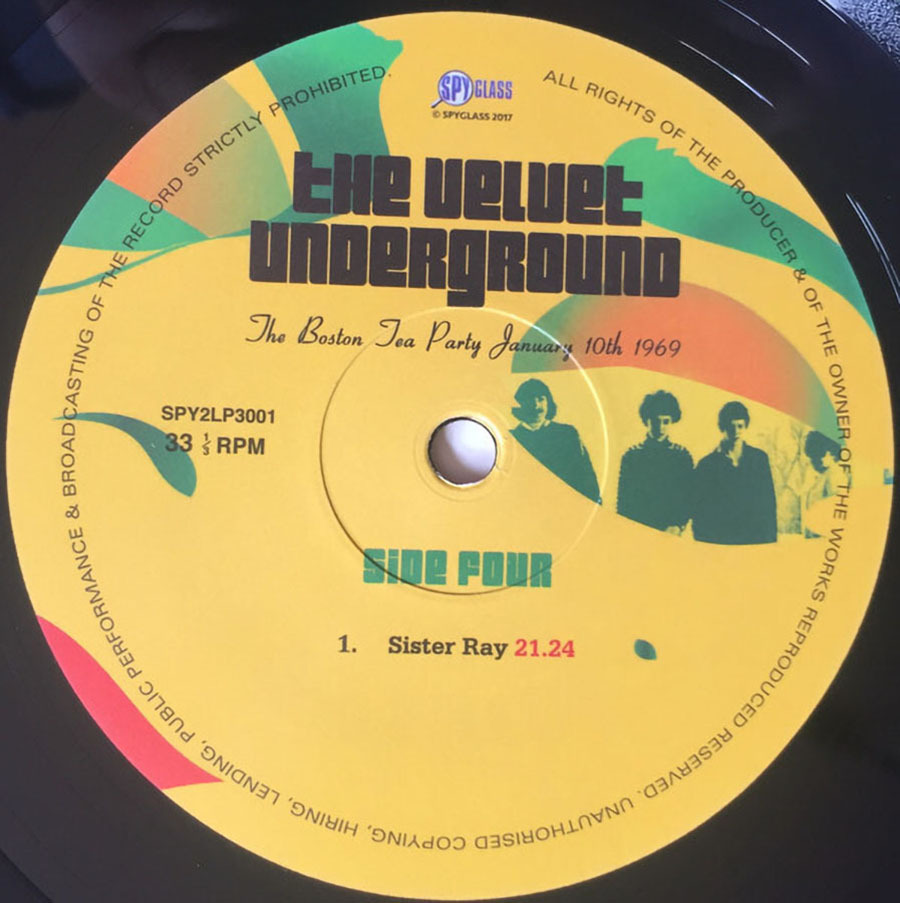 SPYGLASS
© SPYGLASS 2017
ALL RIGHTS OF THE PRODUCER & OF THE OWNER OF THE WORKS REPRODUCED RESERVED. UNAUTHORISED COPYING, HIRING, LENDING, PUBLIC PERFORMANCE & BROADCASTING OF THE RECORD STRICTLY PROHIBITED.
THE VELVET
UNDERGROUND
The Boston Tea Party January 10th 1969
SPY2LP3001
33 1/3 RPM
SIDE FOUR
1. Sister Ray 21.24